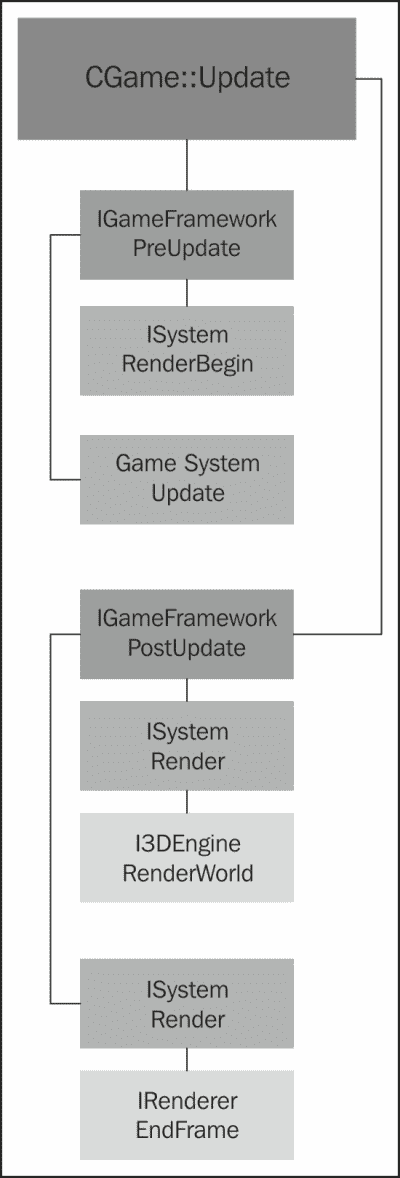 CGame::Update
IGameFramework
PreUpdate
ISystem
RenderBegin
Game System
Update
IGameFramework
PostUpdate
ISystem
Render
I3DEngine
RenderWorld
ISystem
Render
IRenderer
EndFrame